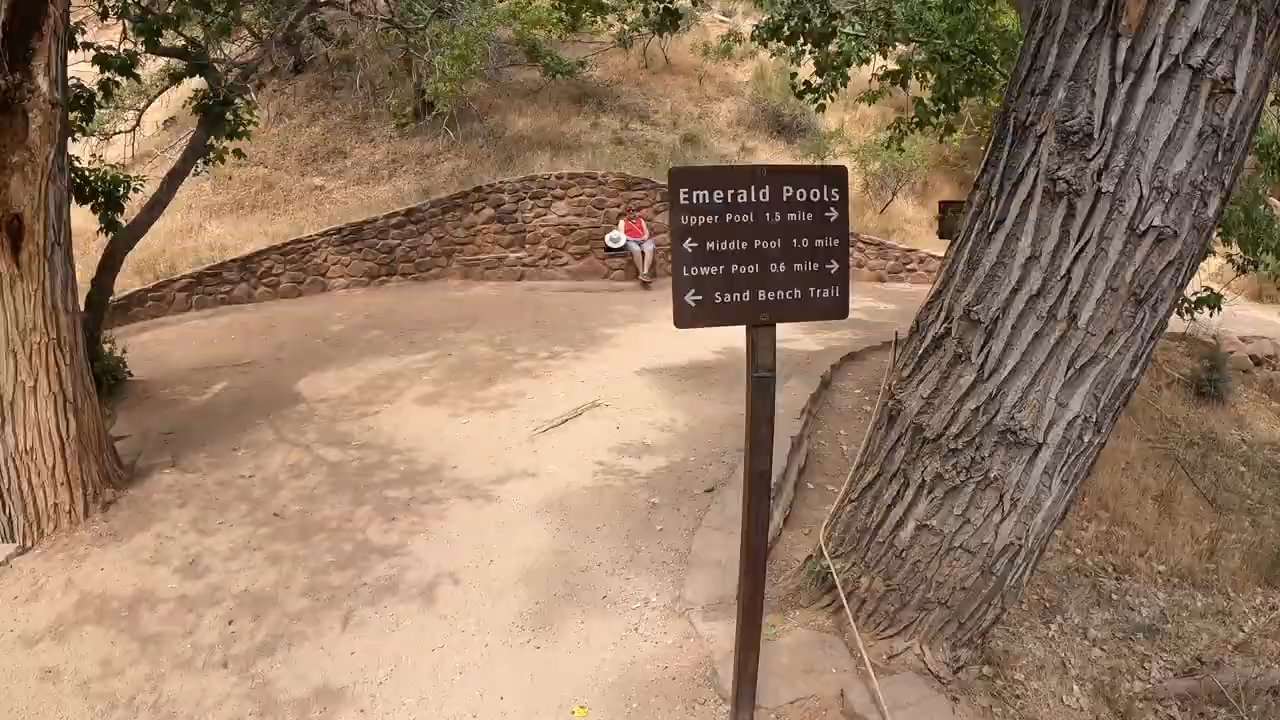 Emerald Pools
Upper Pool 1.5 mile →
← Middle Pool 1.0 mile
Lower Pool 0.6 mile →
← Sand Bench Trail